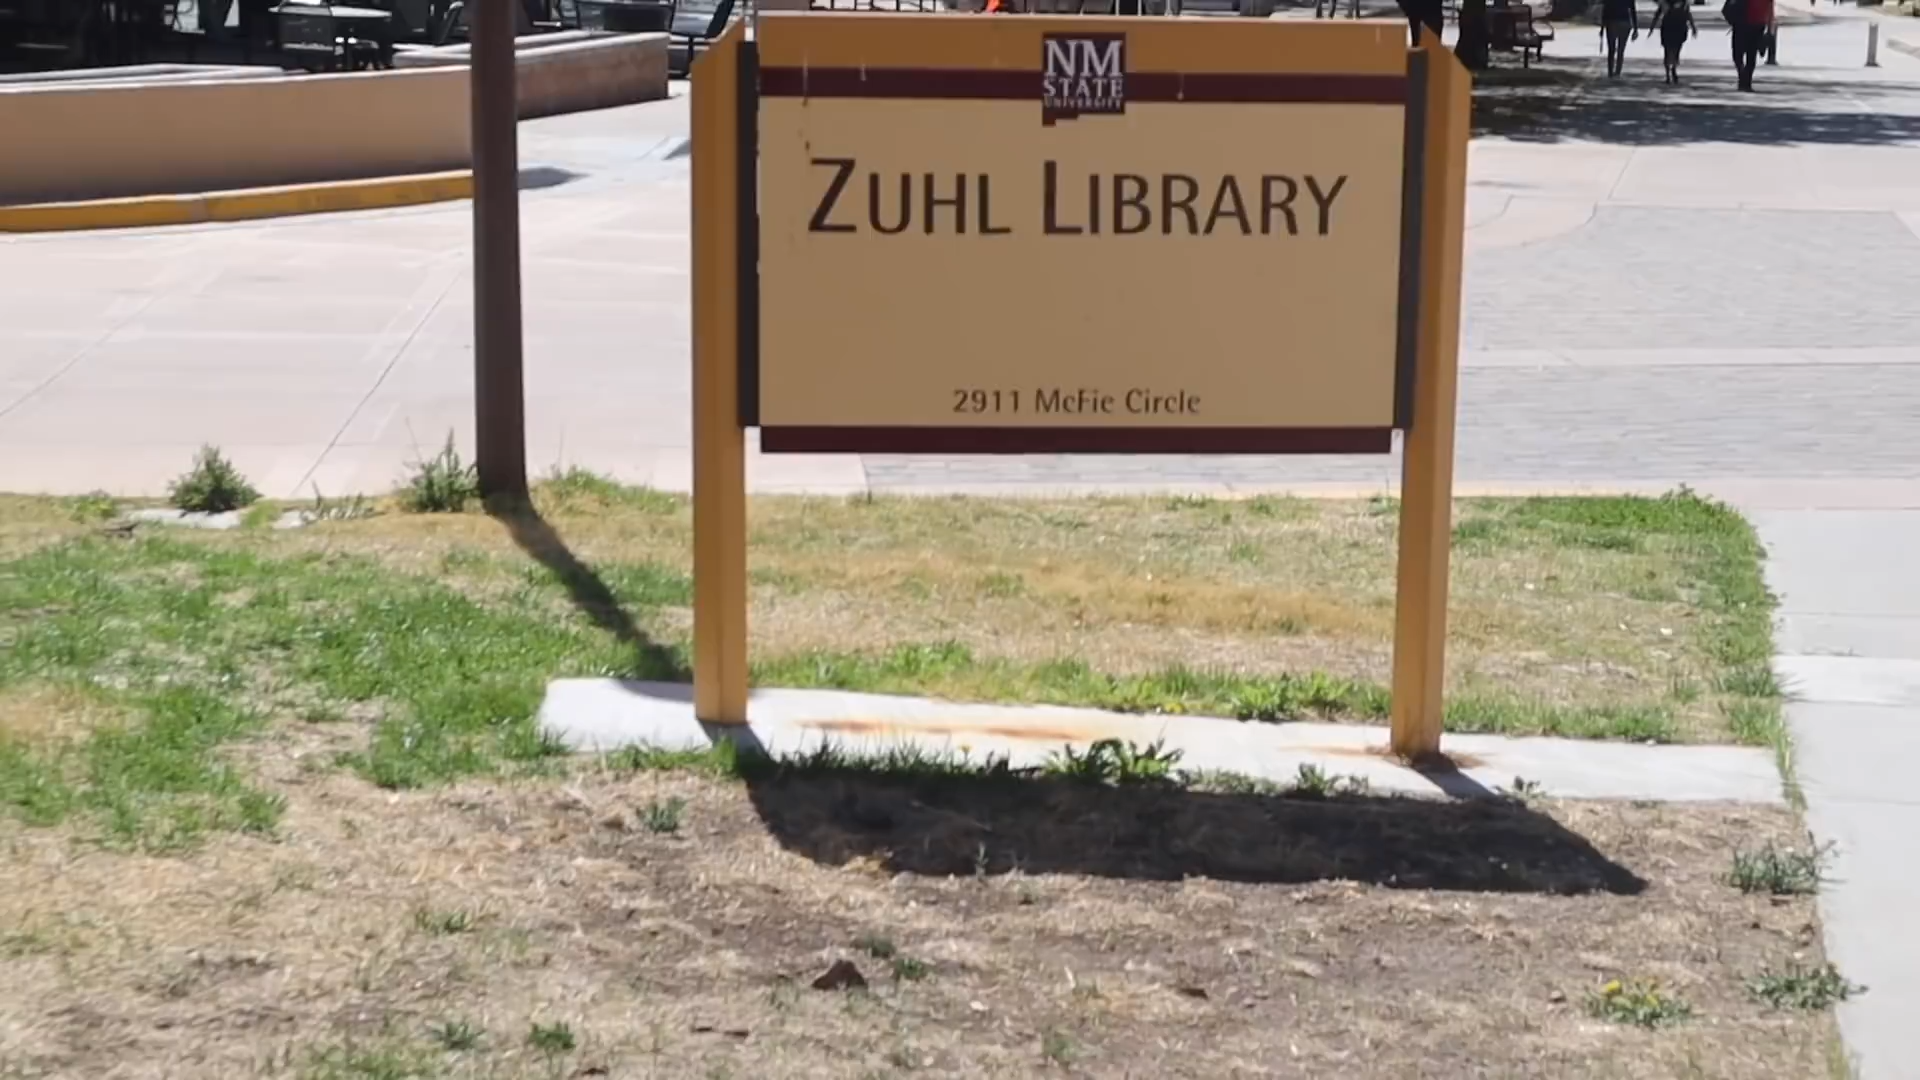 NM
STATE
UNIVERSITY
ZUHL LIBRARY
2911 McFie Circle